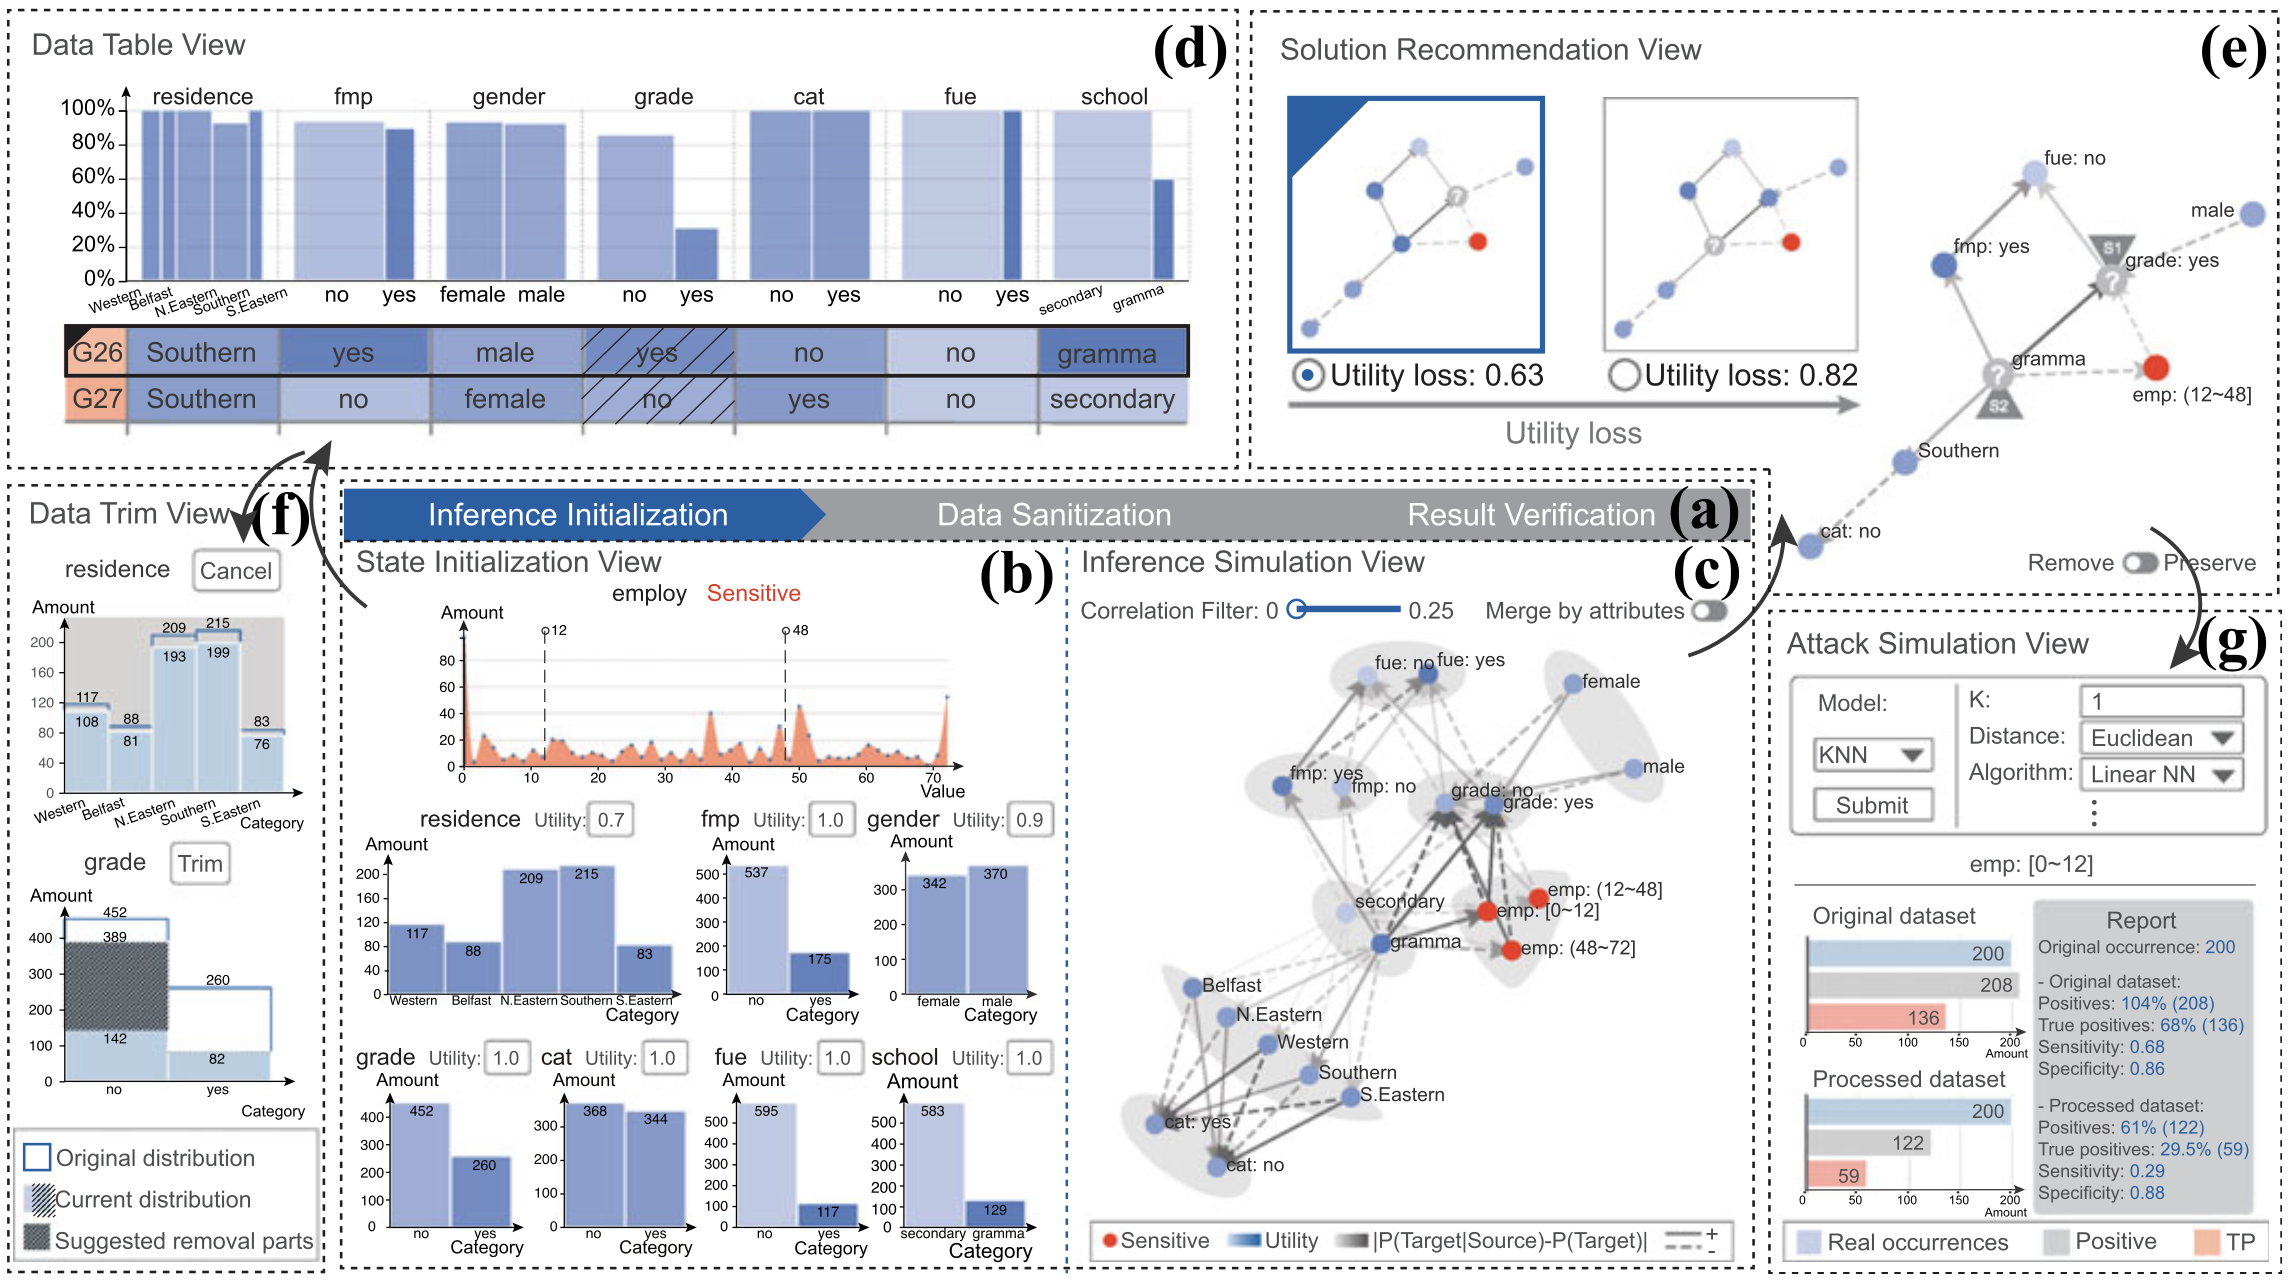 Data Table View
(d)
residence fmp gender grade cat fue school
100%
80%
60%
40%
20%
0%
Western Belfast N.Eastern Southern S.Eastern no yes female male no yes no yes no yes secondary gramma
G26 Southern yes male yes no no gramma
G27 Southern no female no yes no secondary
Solution Recommendation View
(e)
?
?
Utility loss: 0.63
Utility loss: 0.82
Utility loss
fue: no
male
fmp: yes
S1
grade: yes
?
gramma
?
S2
emp: (12~48]
Southern
cat: no
Remove Preserve
Data Trim View
(f)
residence Cancel
Amount
200
160
120
80
40
0
117
108
88
81
209
193
215
199
83
76
Western Belfast N.Eastern Southern S.Eastern
Category
grade Trim
Amount
400
300
200
100
0
452
389
142
260
82
no yes
Category
Original distribution
Current distribution
Suggested removal parts
Inference Initialization Data Sanitization Result Verification
(a)
State Initialization View
(b)
employ Sensitive
Amount
12 48
80
60
40
20
0
0 10 20 30 40 50 60 70
Value
residence Utility: 0.7
Amount
200
160
120
80
40
0
117 88 209 215 83
Western Belfast N.Eastern Southern S.Eastern
Category
fmp Utility: 1.0
Amount
500
400
300
200
100
0
537 175
no yes
Category
gender Utility: 0.9
Amount
300
200
100
0
342 370
female male
Category
grade Utility: 1.0
Amount
400
300
200
100
0
452 260
no yes
Category
cat Utility: 1.0
Amount
300
200
100
0
368 344
no yes
Category
fue Utility: 1.0
Amount
500
400
300
200
100
0
595 117
no yes
Category
school Utility: 1.0
Amount
500
400
300
200
100
0
583 129
secondary gramma
Category
Inference Simulation View
(c)
Correlation Filter: 0 0.25 Merge by attributes
fue: no
fue: yes
female
male
fmp: yes
fmp: no
grade: no
grade: yes
secondary
emp: (12~48]
emp: [0~12]
gramma
emp: (48~72]
Belfast
N.Eastern
Western
Southern
S.Eastern
cat: yes
cat: no
Sensitive Utility |P(Target|Source)-P(Target)| + -
Attack Simulation View
(g)
Model:
KNN
Submit
K: 1
Distance: Euclidean
Algorithm: Linear NN
emp: [0~12]
Original dataset
200
208
136
0 50 100 150 200
Amount
Processed dataset
200
122
59
0 50 100 150 200
Amount
Report
Original occurrence: 200
- Original dataset:
Positives: 104% (208)
True positives: 68% (136)
Sensitivity: 0.68
Specificity: 0.86
- Processed dataset:
Positives: 61% (122)
True positives: 29.5% (59)
Sensitivity: 0.29
Specificity: 0.88
Real occurrences Positive TP